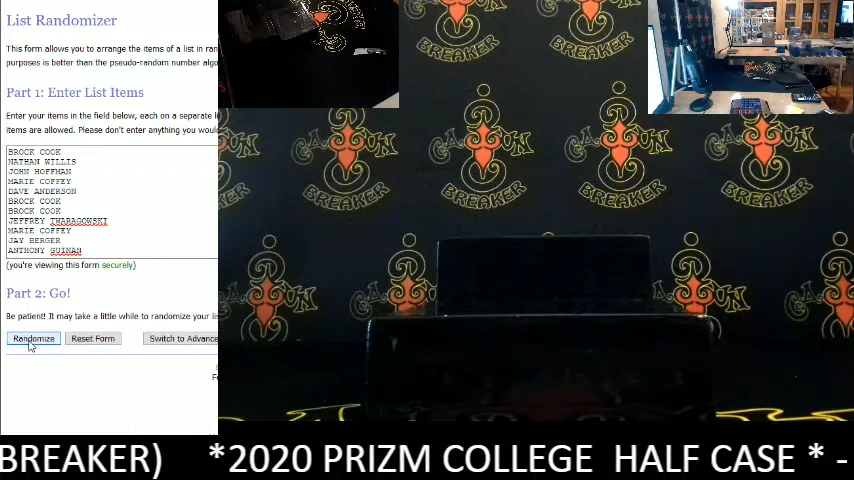 List Randomizer
This form allows you to arrange the items of a list in ran
purposes is better than the pseudo-random number algo
Part 1: Enter List Items
Enter your items in the field below, each on a separate li
items are allowed. Please don't enter anything you woul
BROCK COOK
NATHAN WILLIS
JOHN HOFFMAN
MARIE COFFEY
DAVE ANDERSON
BROCK COOK
BROCK COOK
JEFFREY IWARAGOWSKI
MARIE COFFEY
JAY BERGER
ANTHONY GUINAN
(you're viewing this form securely)
Part 2: Go!
Be patient! It may take a little while to randomize your lis
Randomize Reset Form Switch to Advance
BREAKER) *2020 PRIZM COLLEGE HALF CASE * -